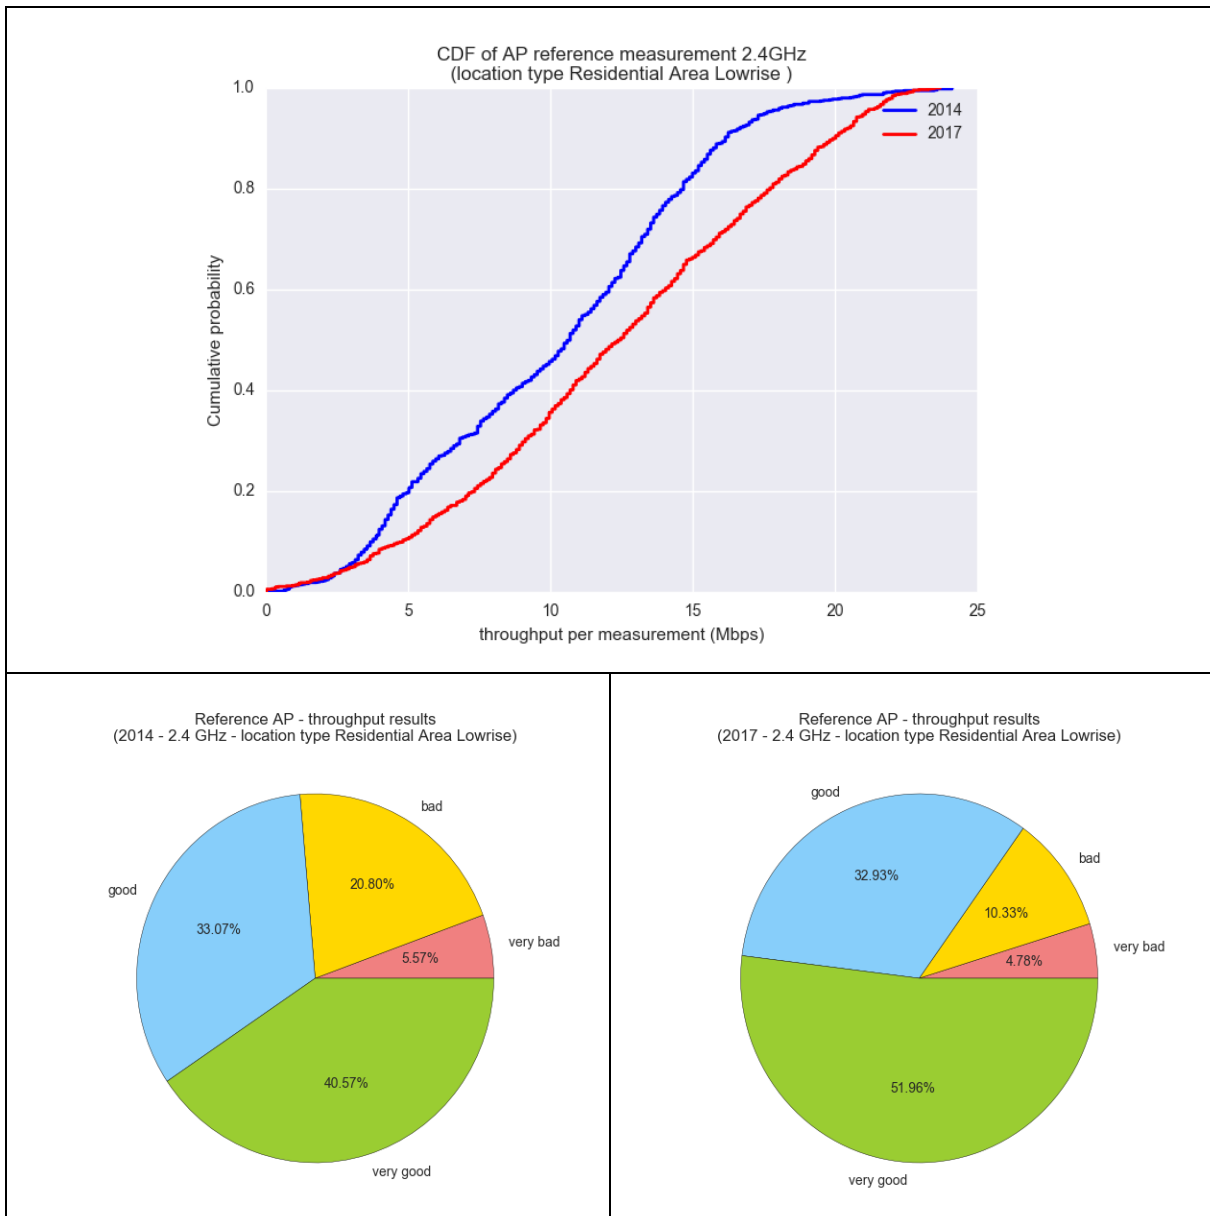 CDF of AP reference measurement 2.4GHz
(location type Residential Area Lowrise )
1.0
0.8
0.6
0.4
0.2
0.0
Cumulative probability
2014
2017
0 5 10 15 20 25
throughput per measurement (Mbps)
Reference AP - throughput results
(2014 - 2.4 GHz - location type Residential Area Lowrise)
bad
20.80%
good
33.07%
very bad
5.57%
40.57%
very good
Reference AP - throughput results
(2017 - 2.4 GHz - location type Residential Area Lowrise)
good
32.93%
bad
10.33%
very bad
4.78%
51.96%
very good